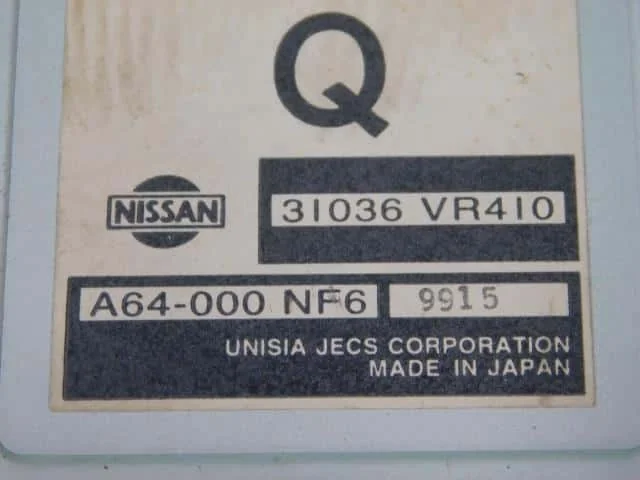 Q
NISSAN
31036 VR410
A64-000 NF6 9915
UNISIA JECS CORPORATION
MADE IN JAPAN